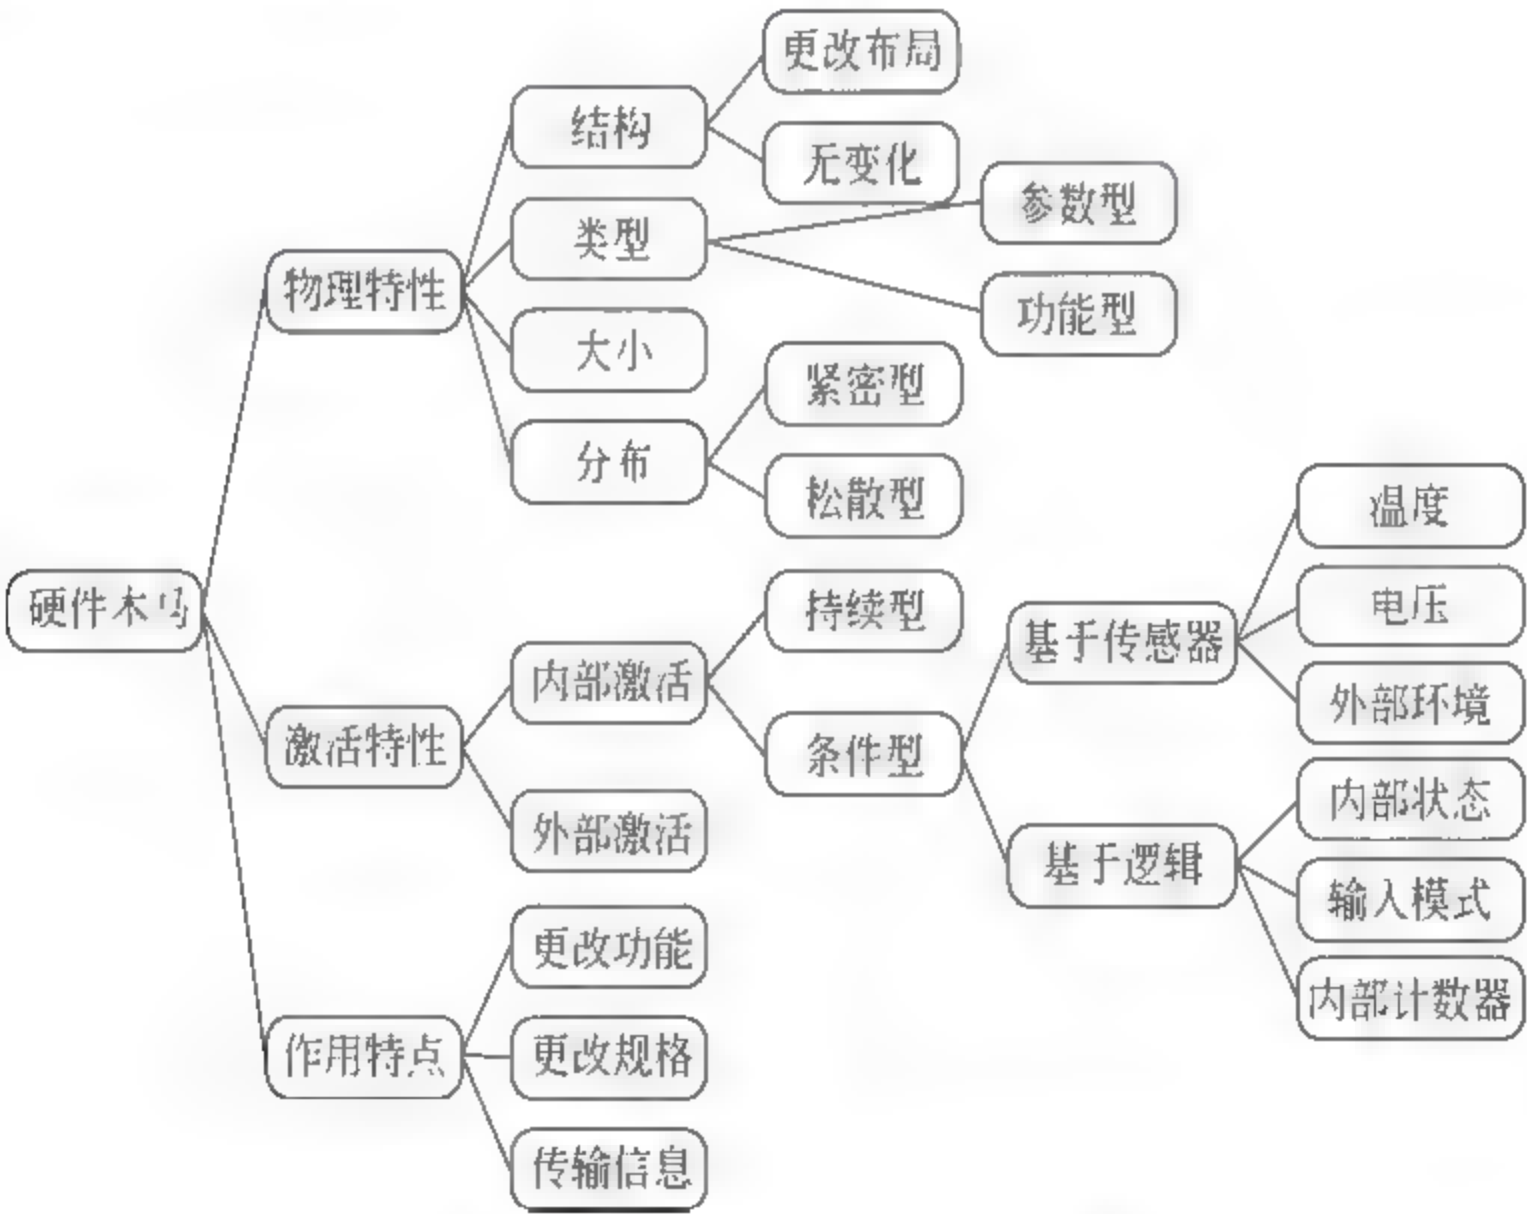 硬件木马
物理特性
结构
更改布局
无变化
类型
参数型
功能型
大小
分布
紧密型
松散型
激活特性
内部激活
持续型
条件型
基于传感器
温度
电压
外部环境
基于逻辑
内部状态
输入模式
内部计数器
外部激活
作用特点
更改功能
更改规格
传输信息